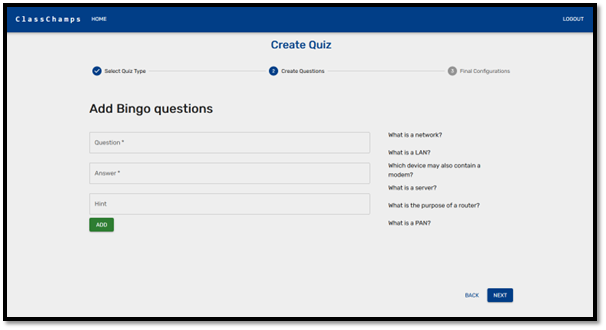 ClassChamps HOME LOGOUT
Create Quiz
Select Quiz Type 2 Create Questions 3 Final Configurations
Add Bingo questions
Question *
Answer *
Hint
ADD
What is a network?
What is a LAN?
Which device may also contain a
modem?
What is a server?
What is the purpose of a router?
What is a PAN?
BACK NEXT